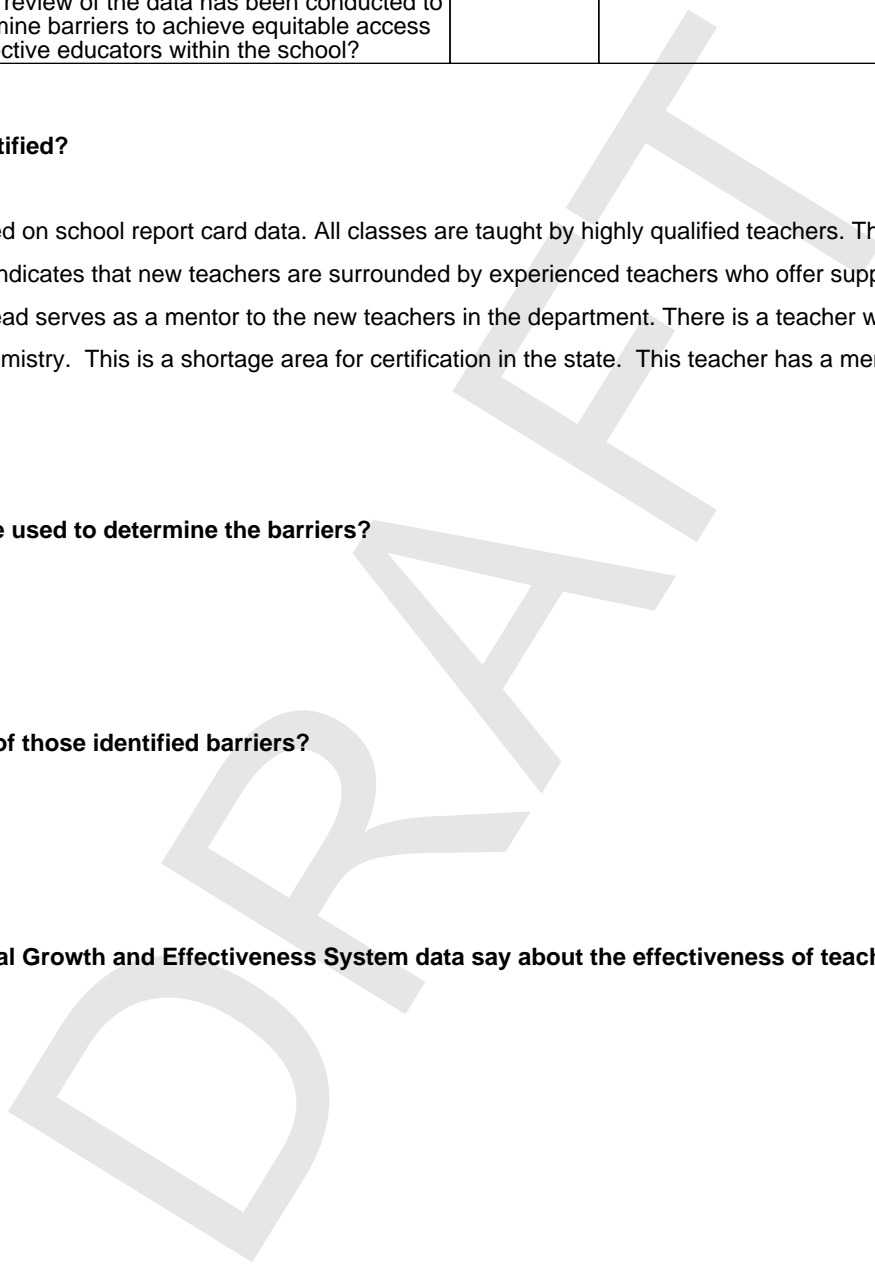 review of the data has been conducted to
mine barriers to achieve equitable access
ctive educators within the school?
tified?
ed on school report card data. All classes are taught by highly qualified teachers. Th
ndicates that new teachers are surrounded by experienced teachers who offer supp
ead serves as a mentor to the new teachers in the department. There is a teacher w
mistry.  This is a shortage area for certification in the state.  This teacher has a me
e used to determine the barriers?
of those identified barriers?
al Growth and Effectiveness System data say about the effectiveness of teach
DRAFT